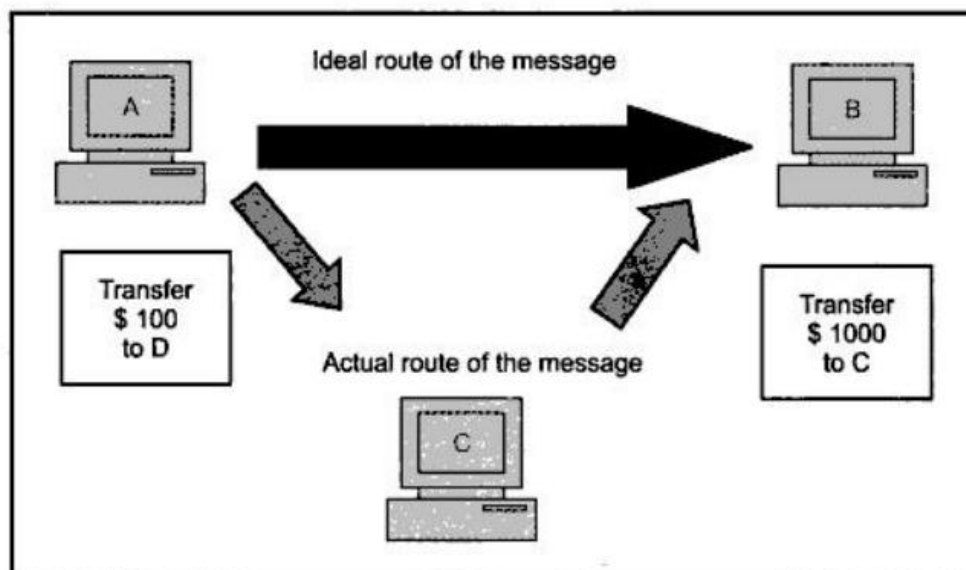 Ideal route of the message
A
B
Transfer
$ 100
to D
Transfer
$ 1000
to C
Actual route of the message
C